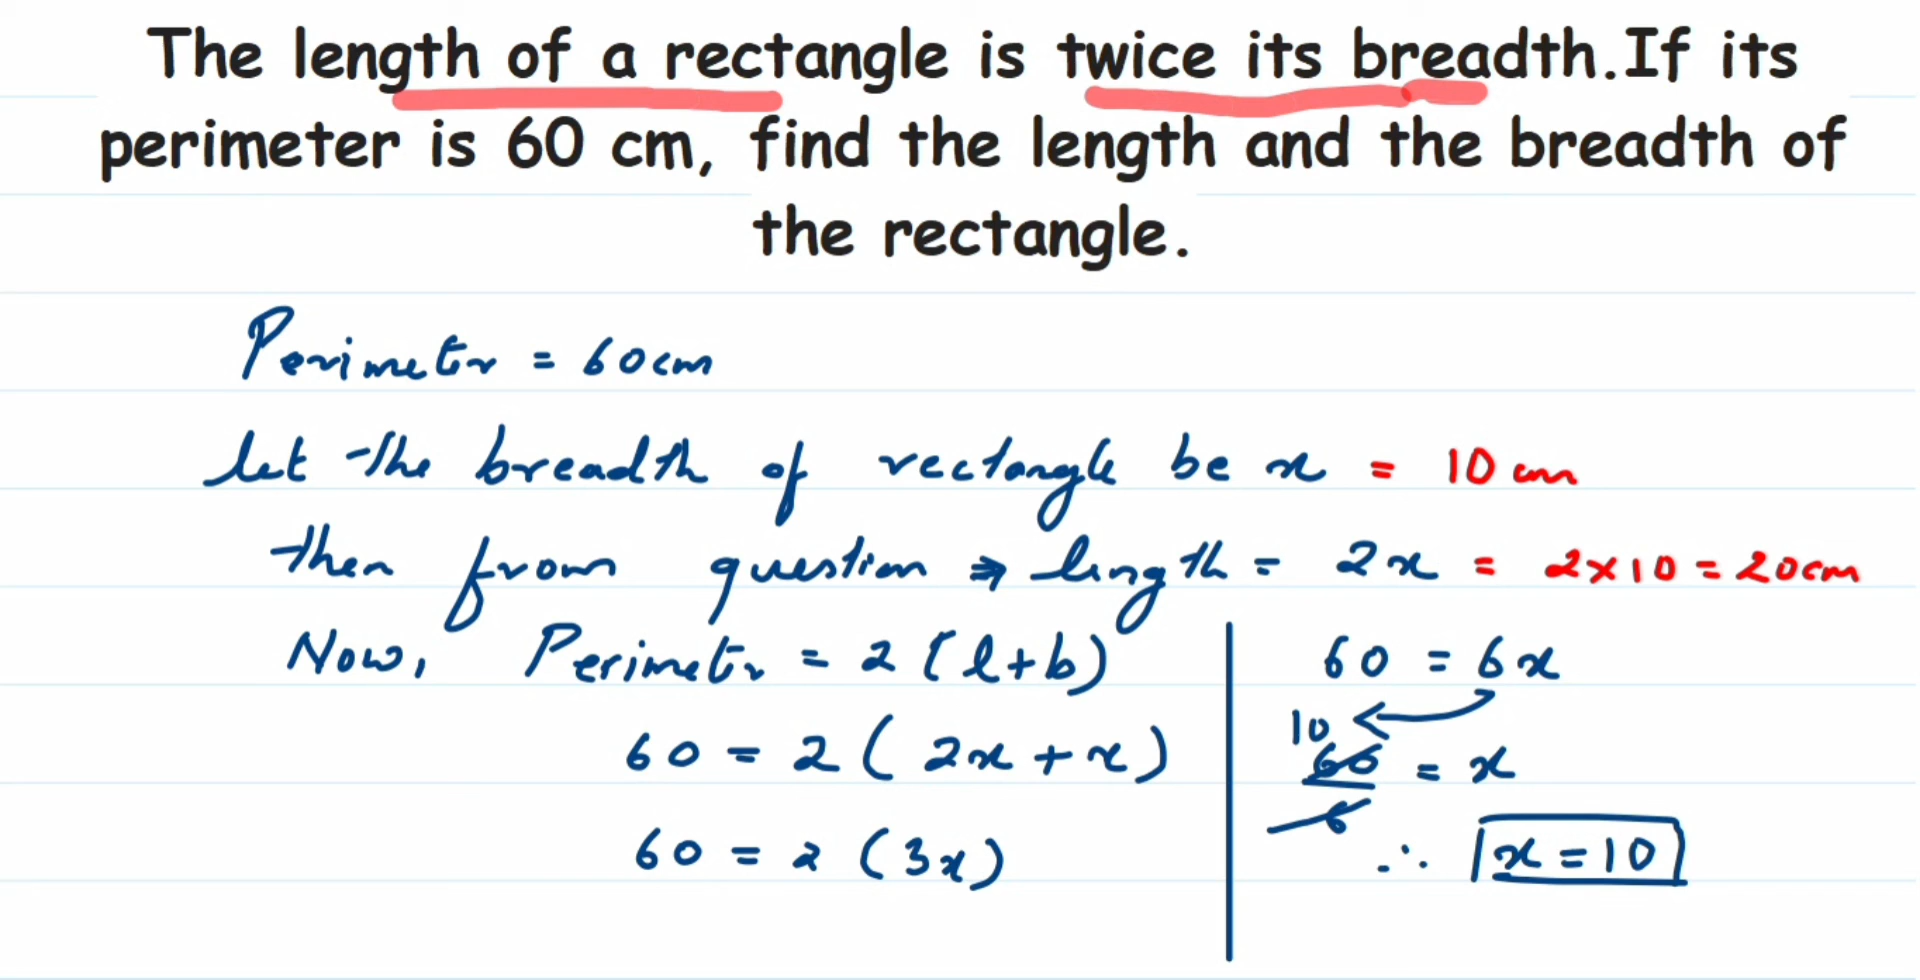 The length of a rectangle is twice its breadth.If its
perimeter is 60 cm, find the length and the breadth of
the rectangle.
Perimeter = 60cm
let the breadth of rectangle be x = 10 cm
then from question ⇒ length = 2x = 2×10 = 20cm
Now, Perimeter = 2(l+b)
60 = 2(2x + x)
60 = 2(3x)
60 = 6x
10
60/6 = x
∴ x = 10